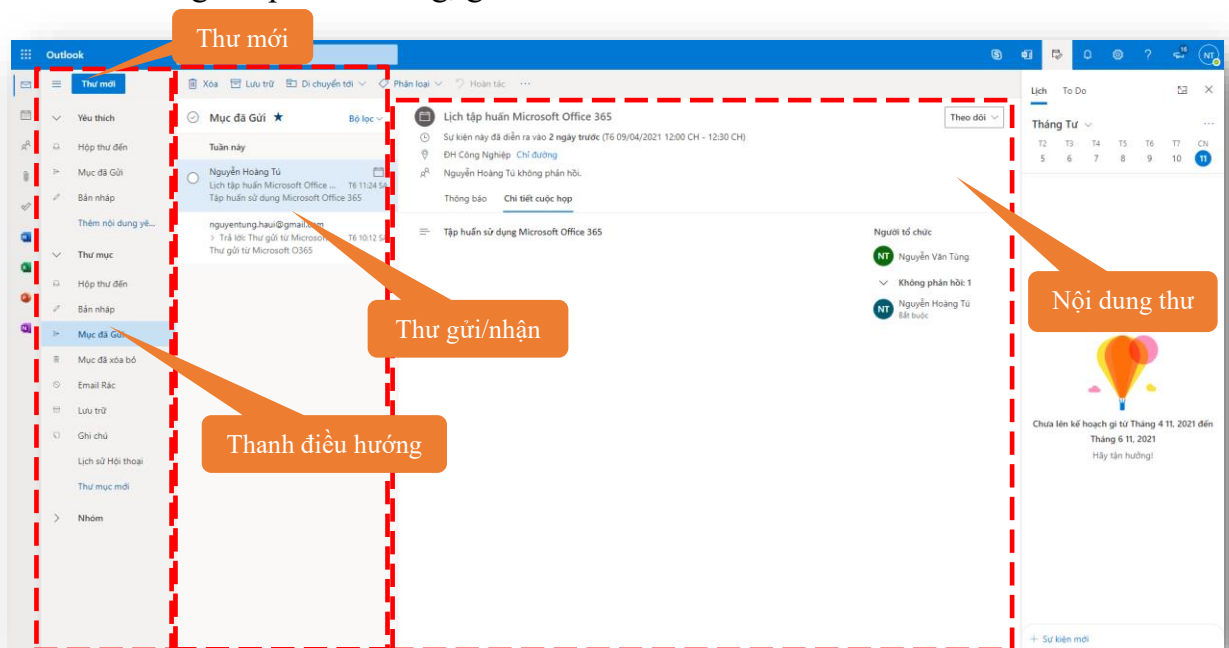 Thư mới
Outlook
Thư mới
Xóa Lưu trữ Di chuyển tới Phân loại Hoàn tác ...
Yêu thích
Hộp thư đến
Mục đã Gửi
Bản nháp
Thêm nội dung yê...
Thư mục
Hộp thư đến
Bản nháp
Mục đã Gửi
Mục đã xóa bỏ
Email Rác
Lưu trữ
Ghi chú
Lịch sử Hội thoại
Thư mục mới
Nhóm
Mục đã Gửi ★ Bộ lọc
Tuần này
Nguyễn Hoàng Tú
Lịch tập huấn Microsoft Office ... T6 11:24 SA
Tập huấn sử dụng Microsoft Office 365
nguyentung.haui@gmail.com
Trả lời: Thư gửi từ Microsoft T6 10:12 SA
Thư gửi từ Microsoft O365
Thư gửi/nhận
Thanh điều hướng
Lịch tập huấn Microsoft Office 365
Theo dõi
Sự kiện này đã diễn ra vào 2 ngày trước (T6 09/04/2021 12:00 CH - 12:30 CH)
ĐH Công Nghiệp Chỉ đường
Nguyễn Hoàng Tú không phản hồi.
Thông báo Chi tiết cuộc họp
Tập huấn sử dụng Microsoft Office 365
Người tổ chức
NT Nguyễn Văn Tùng
Không phản hồi: 1
NT Nguyễn Hoàng Tú
Bắt buộc
Nội dung thư
NT
Lịch To Do
Tháng Tư
T2 T3 T4 T5 T6 T7 CN
5 6 7 8 9 10 11
Chưa lên kế hoạch gì từ Tháng 4 11, 2021 đến
Tháng 6 11, 2021
Hãy tận hưởng!
+ Sự kiện mới